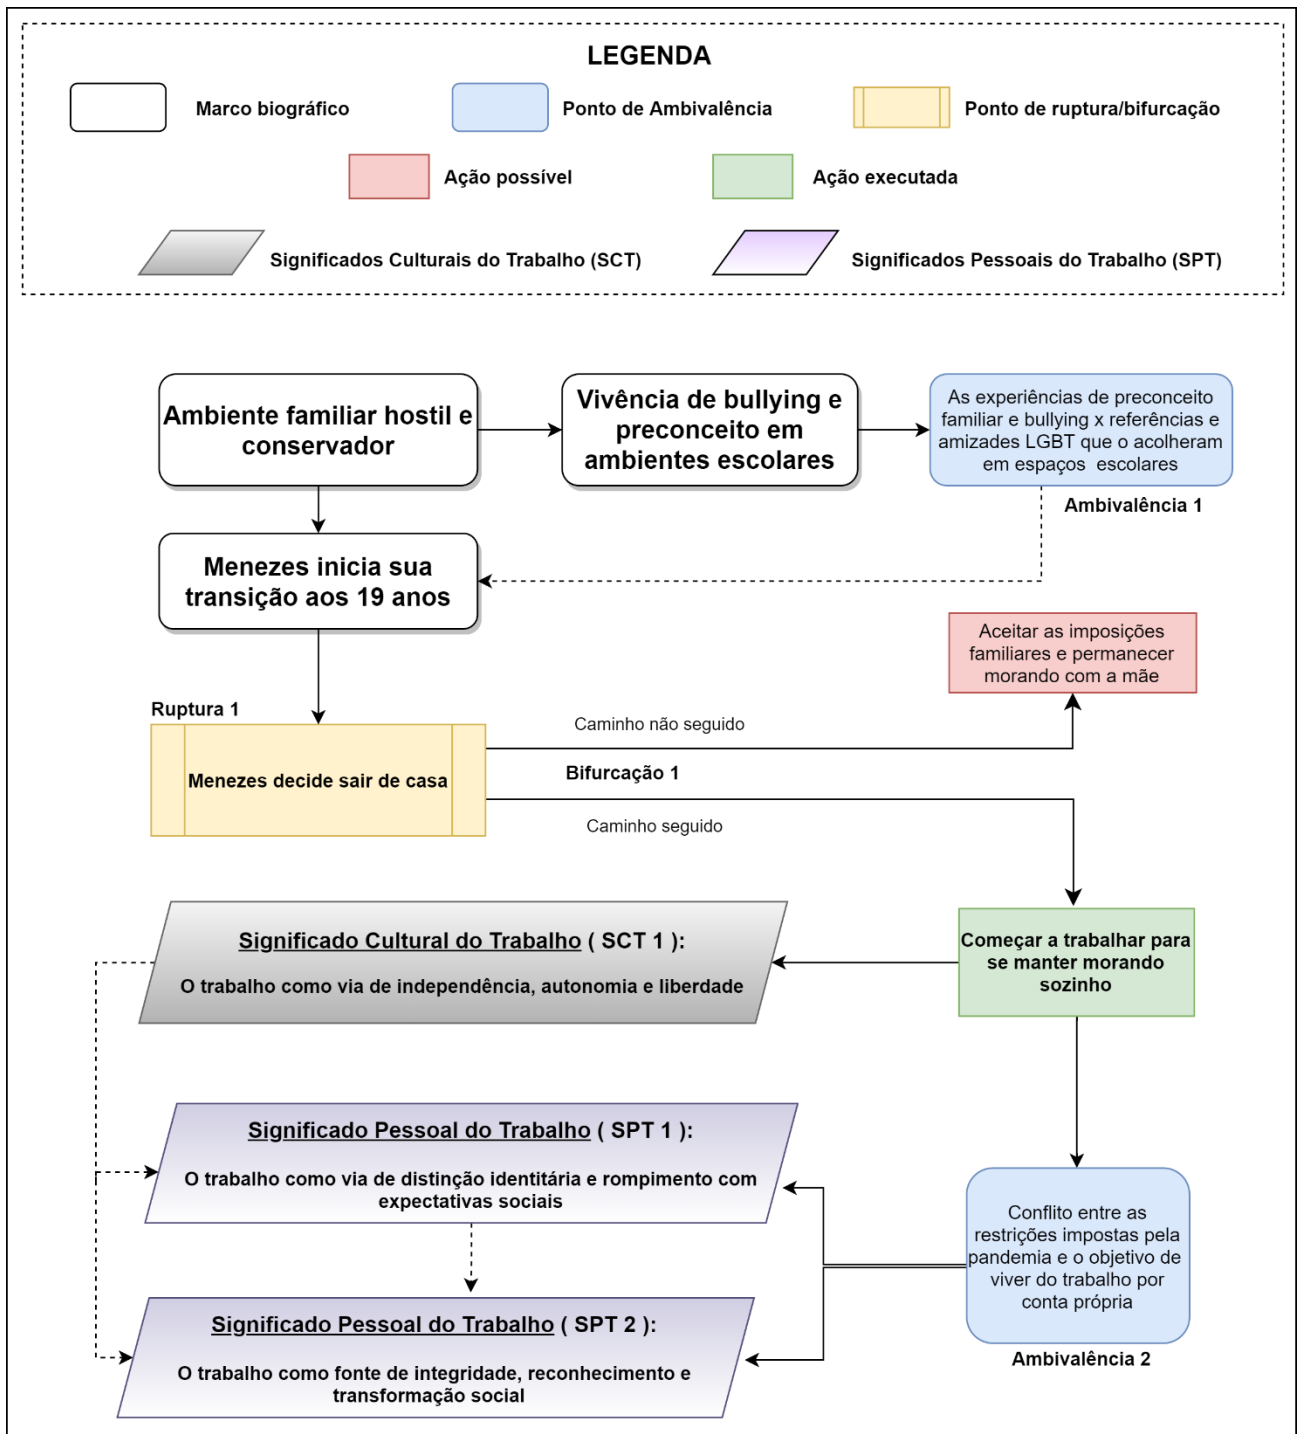 LEGENDA
Marco biográfico
Ponto de Ambivalência
Ponto de ruptura/bifurcação
Ação possível
Ação executada
Significados Culturais do Trabalho (SCT)
Significados Pessoais do Trabalho (SPT)
Ambiente familiar hostil e
conservador
Vivência de bullying e
preconceito em
ambientes escolares
As experiências de preconceito
familiar e bullying x referências e
amizades LGBT que o acolheram
em espaços escolares
Ambivalência 1
Menezes inicia sua
transição aos 19 anos
Aceitar as imposições
familiares e permanecer
morando com a mãe
Ruptura 1
Menezes decide sair de casa
Caminho não seguido
Bifurcação 1
Caminho seguido
Começar a trabalhar para
se manter morando
sozinho
Significado Cultural do Trabalho ( SCT 1 ):
O trabalho como via de independência, autonomia e liberdade
Significado Pessoal do Trabalho ( SPT 1 ):
O trabalho como via de distinção identitária e rompimento com
expectativas sociais
Conflito entre as
restrições impostas pela
pandemia e o objetivo de
viver do trabalho por
conta própria
Ambivalência 2
Significado Pessoal do Trabalho ( SPT 2 ):
O trabalho como fonte de integridade, reconhecimento e
transformação social